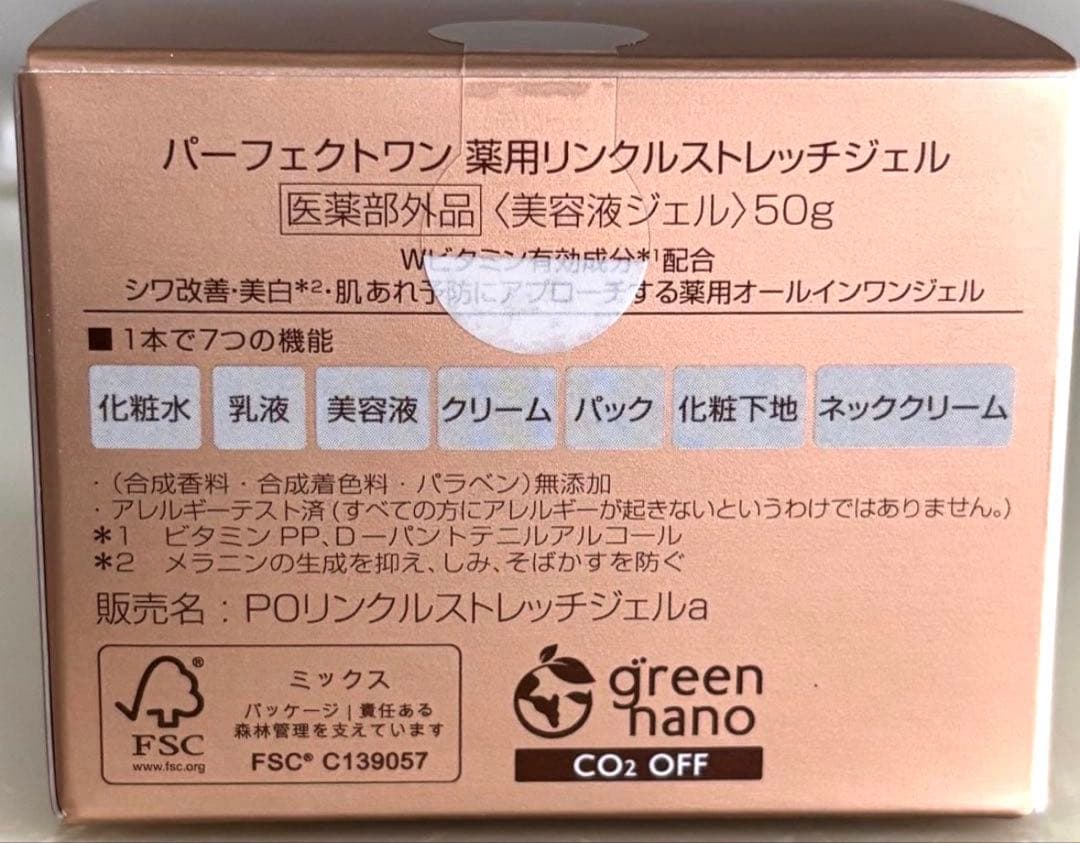 パーフェクトワン 薬用リンクルストレッチジェル
医薬部外品〈美容液ジェル〉50g
Wビタミン有効成分*1配合
シワ改善・美白*2・肌あれ予防にアプローチする薬用オールインワンジェル
■1本で7つの機能
化粧水 乳液 美容液 クリーム パック 化粧下地 ネッククリーム
・(合成香料・合成着色料・パラベン)無添加
・アレルギーテスト済(すべての方にアレルギーが起きないというわけではありません。)
*1 ビタミンPP、D-パントテニルアルコール
*2 メラニンの生成を抑え、しみ、そばかすを防ぐ
販売名:POリンクルストレッチジェルa
FSC®
www.fsc.org
ミックス
パッケージ|責任ある
森林管理を支えています
FSC® C139057
green
nano
CO2 OFF